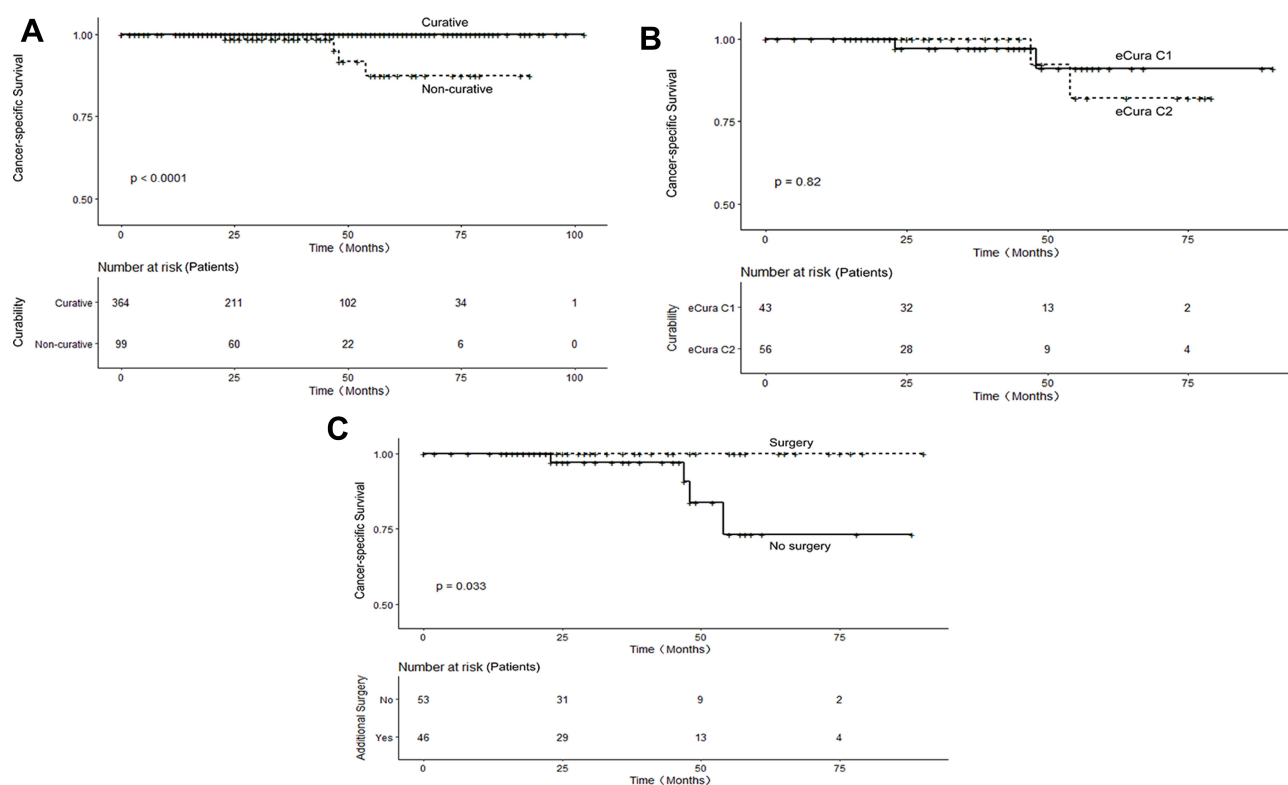 A
Curative
1.00
Cancer-specific Survival
Non-curative
0.75
p < 0.0001
0.50
0 25 50 75 100
Time（Months）
Number at risk (Patients)
Curability
Curative 364 211 102 34 1
Non-curative 99 60 22 6 0
0 25 50 75 100
Time（Months）
B
1.00
eCura C1
Cancer-specific Survival
eCura C2
0.75
p = 0.82
0.50
0 25 50 75
Time（Months）
Number at risk (Patients)
Curability
eCura C1 43 32 13 2
eCura C2 56 28 9 4
0 25 50 75
Time（Months）
C
Surgery
1.00
Cancer-specific Survival
0.75
No surgery
p = 0.033
0.50
0 25 50 75
Time（Months）
Number at risk (Patients)
Additional Surgery
No 53 31 9 2
Yes 46 29 13 4
0 25 50 75
Time（Months）